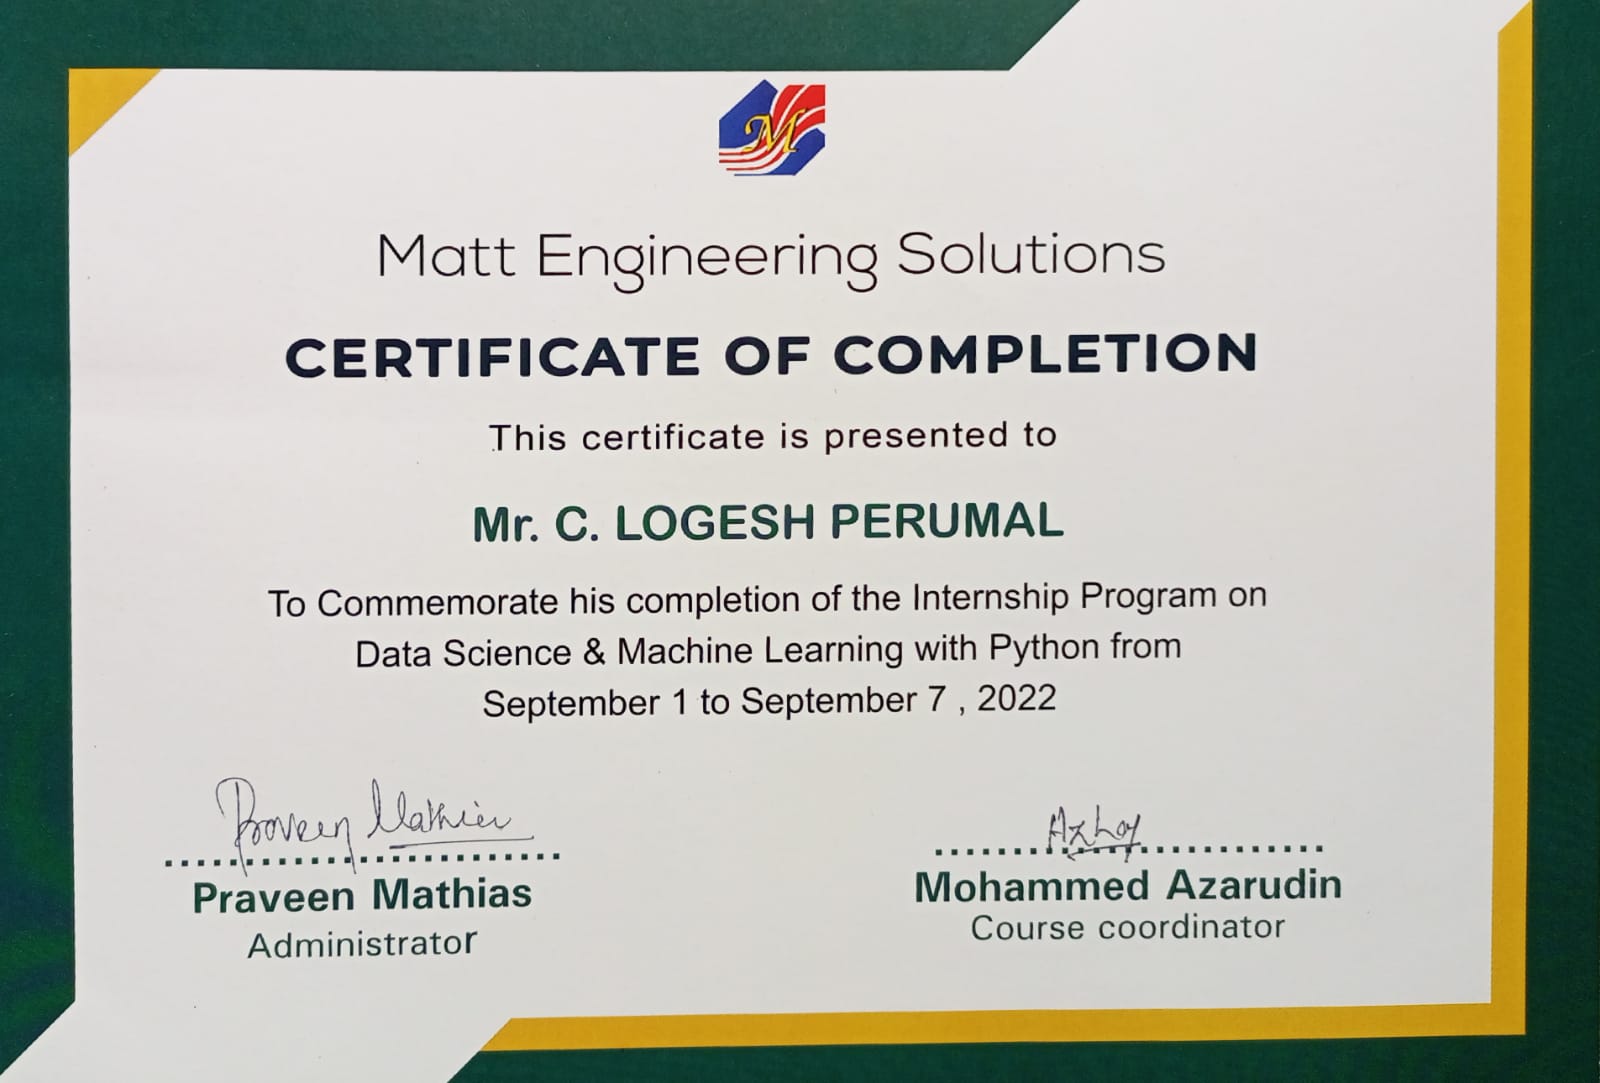 M
Matt Engineering Solutions
CERTIFICATE OF COMPLETION
This certificate is presented to
Mr. C. LOGESH PERUMAL
To Commemorate his completion of the Internship Program on
Data Science & Machine Learning with Python from
September 1 to September 7 , 2022
Praveen Mathias
Praveen Mathias
Administrator
Mohammed Azarudin
Course coordinator